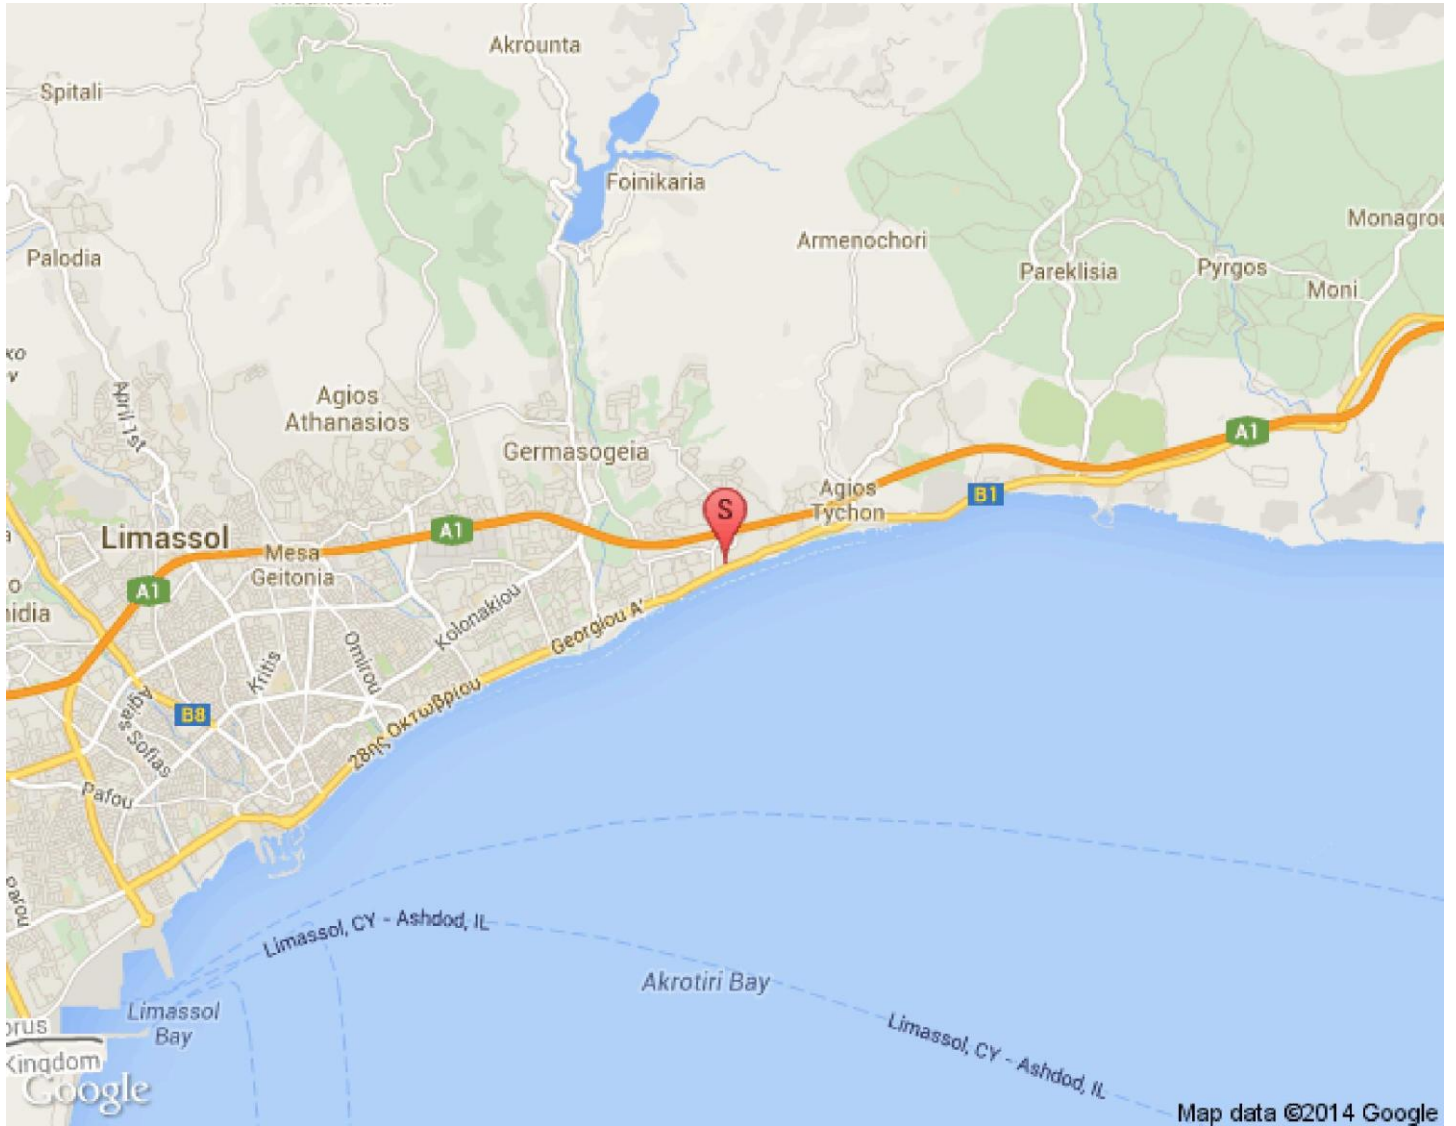 Akrounta
Spitali
Foinikaria
Monagrou
Armenochori
Palodia
Pareklisia
Pyrgos
Moni
April 1st
Agios
Athanasios
A1
Germasogeia
Agios
Tychon
B1
S
Limassol
A1
Mesa
Geitonia
A1
Kolonakiou
Georgiou A'
Omirou
Kritis
28ης Οκτωβρίου
B8
Agias Sofias
Pafou
Limassol, CY - Ashdod, IL
Akrotiri Bay
Limassol
Bay
Limassol, CY - Ashdod, IL
Kingdom
Google
Map data ©2014 Google